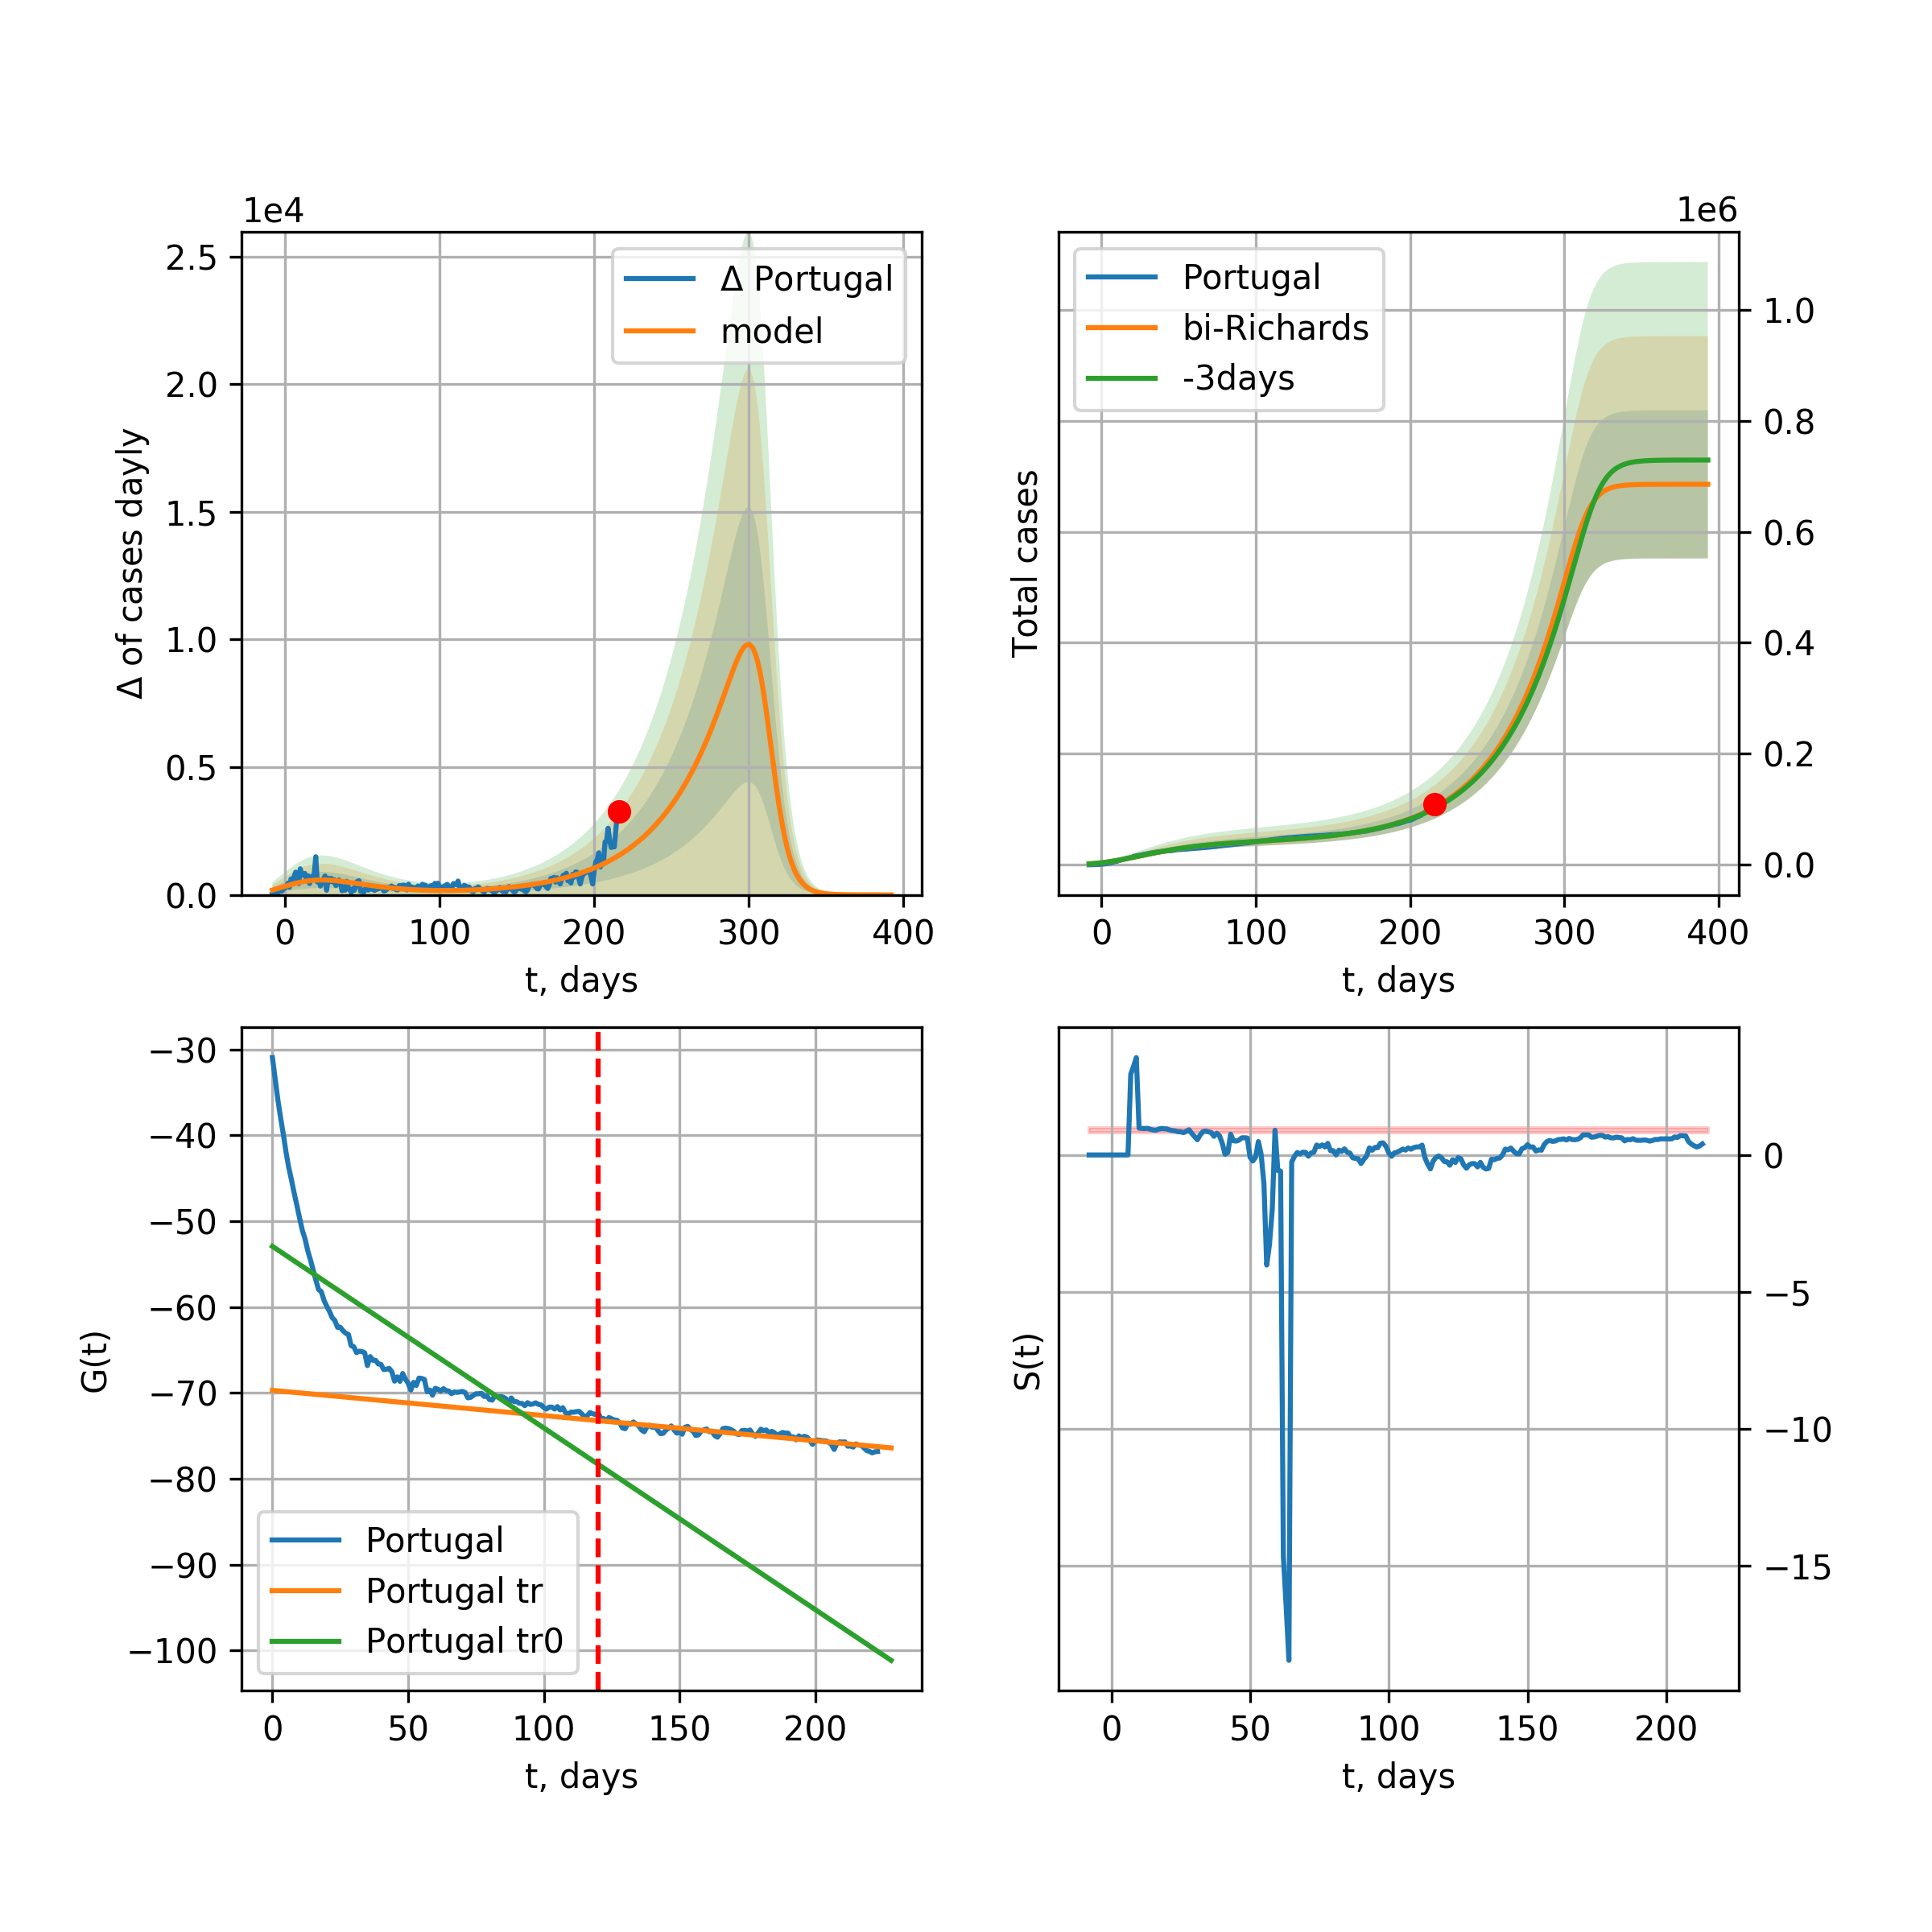 1e4
2.5
2.0
1.5
1.0
0.5
0.0
Δ of cases dayly
Δ Portugal
model
0 100 200 300 400
t, days
1e6
Portugal
bi-Richards
-3days
Total cases
1.0
0.8
0.6
0.4
0.2
0.0
0 100 200 300 400
t, days
−30
−40
−50
−60
−70
−80
−90
−100
G(t)
Portugal
Portugal tr
Portugal tr0
0 50 100 150 200
t, days
S(t)
0
−5
−10
−15
0 50 100 150 200
t, days